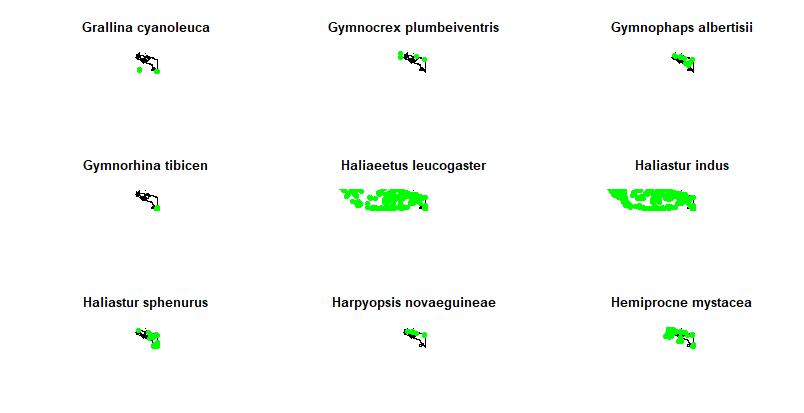 Grallina cyanoleuca
Gymnocrex plumbeiventris
Gymnophaps albertisii
Gymnorhina tibicen
Haliaeetus leucogaster
Haliastur indus
Haliastur sphenurus
Harpyopsis novaeguineae
Hemiprocne mystacea